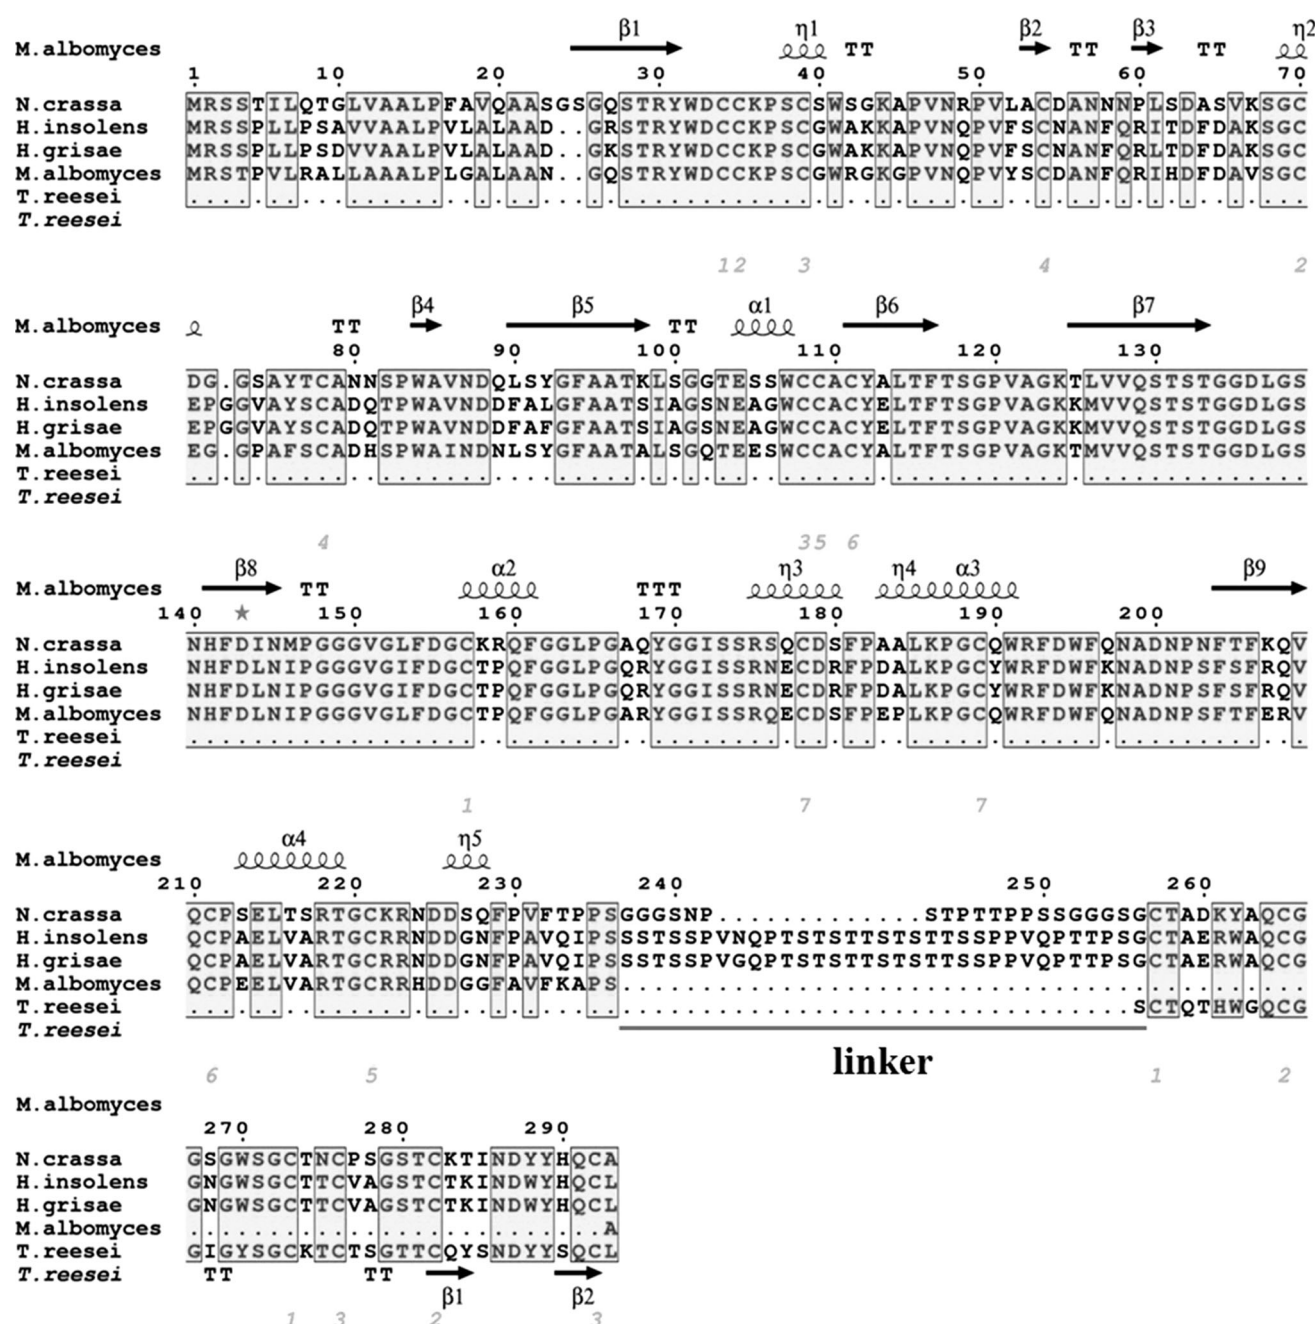 β1 η1 β2 β3 η2
M.albomyces TT TT TT
1 10 20 30 40 50 60 70
N.crassa MRSSTILQTGLVAALPFAVQAASGSGQSTRYWDCCKPSCSWSGKAPVNRPVLACDANNNPLSDASVKSGC
H.insolens MRSSPLLPSAVVAALPVLALAAD..GRSTRYWDCCKPSCGWAKKAPVNQPVFSCNANFQRITDFDAKSGC
H.grisae MRSSPLLPSDVVAALPVLALAAD..GKSTRYWDCCKPSCGWAKKAPVNQPVFSCNANFQRLTDFDAKSGC
M.albomyces MRSTPVLRALLAAALPLGALAAN..GQSTRYWDCCKPSCGWRGKGPVNQPVYSCDANFQRIHDFDAVSGC
T.reesei ......................................................................
T.reesei
12 3 4 2
β4 β5 α1 β6 β7
M.albomyces TT TT
80 90 100 110 120 130
N.crassa DG.GSAYTCANNSPWAVNDQLSYGFAATKLSGGTESSWCCACYALTFTSGPVAGKTLVVQSTSTGGDLGS
H.insolens EPGGVAYSCADQTPWAVNDDFALGFAATSIAGSNEAGWCCACYELTFTSGPVAGKKMVVQSTSTGGDLGS
H.grisae EPGGVAYSCADQTPWAVNDDFAFGFAATSIAGSNEAGWCCACYELTFTSGPVAGKKMVVQSTSTGGDLGS
M.albomyces EG.GPAFSCADHSPWAINDNLSYGFAATALSGQTEESWCCACYALTFTSGPVAGKTMVVQSTSTGGDLGS
T.reesei ......................................................................
T.reesei
4 35 6
β8 α2 η3 η4 α3 β9
M.albomyces TT TTT
140 ★ 150 160 170 180 190 200
N.crassa NHFDINMPGGGVGLFDGCKRQFGGLPGAQYGGISSRSQCDSFPAALKPGCQWRFDWFQNADNPNFTFKQV
H.insolens NHFDLNIPGGGVGIFDGCTPQFGGLPGQRYGGISSRNECDRFPDALKPGCYWRFDWFKNADNPSFSFRQV
H.grisae NHFDLNIPGGGVGIFDGCTPQFGGLPGQRYGGISSRNECDRFPDALKPGCYWRFDWFKNADNPSFSFRQV
M.albomyces NHFDLNIPGGGVGLFDGCTPQFGGLPGARYGGISSRQECDSFPEPLKPGCQWRFDWFQNADNPSFTFERV
T.reesei ......................................................................
T.reesei
1 7 7
α4 η5
M.albomyces
210 220 230 240 250 260
N.crassa QCPSELTSRTGCKRNDDSQFPVFTPPSGGGSNP.............STPTTPPSSGGGSGCTADKYAQCG
H.insolens QCPAELVARTGCRRNDDGNFPAVQIPSSSTSSPVNQPTSTSTTSTSTTSSPPVQPTTPSGCTAERWAQCG
H.grisae QCPAELVARTGCRRNDDGNFPAVQIPSSSTSSPVGQPTSTSTTSTSTTSSPPVQPTTPSGCTAERWAQCG
M.albomyces QCPEELVARTGCRRHDDGGFAVFKAPS...........................................
T.reesei ...........................................................SCTQTHWGQCG
T.reesei
linker
6 5 1 2
M.albomyces
270 280 290
N.crassa GSGWSGCTNCPSGSTCKTINDYYHQCA
H.insolens GNGWSGCTTCVAGSTCTKINDWYHQCL
H.grisae GNGWSGCTTCVAGSTCTKINDWYHQCL
M.albomyces ..........................A
T.reesei GIGYSGCKTCTSGTTCQYSNDYYSQCL
T.reesei TT TT
β1 β2
1 3 2 3